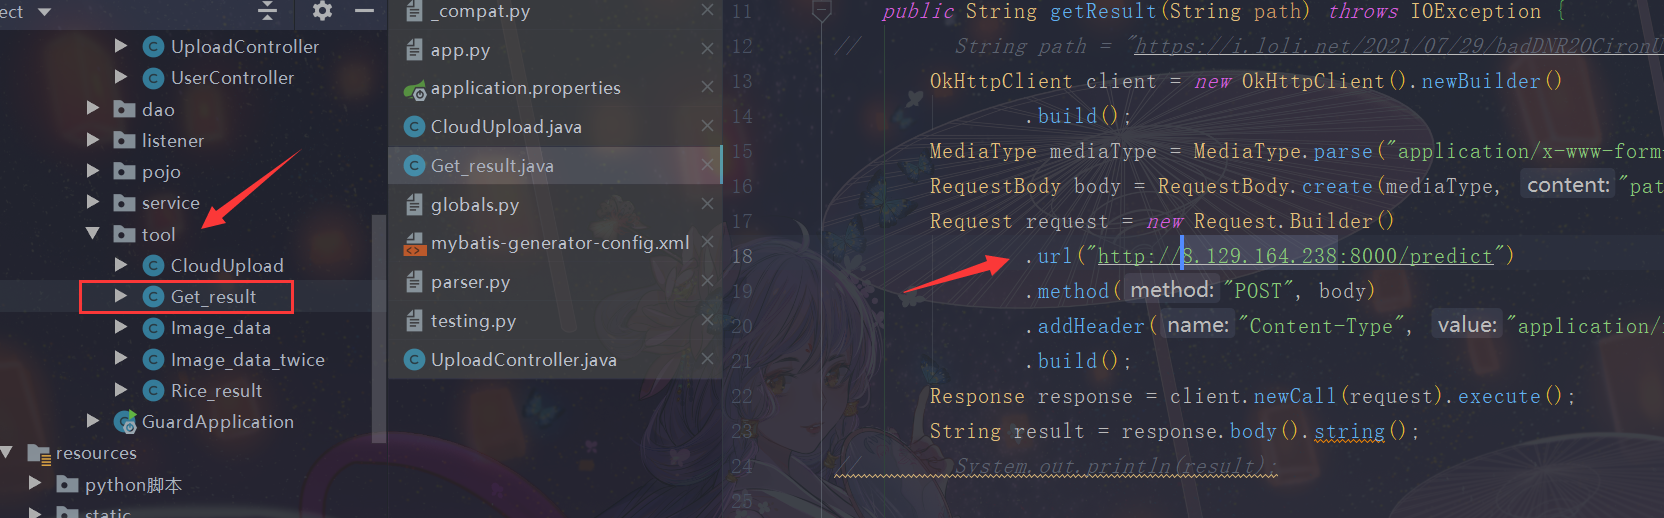 ect
UploadController
UserController
dao
listener
pojo
service
tool
CloudUpload
Get_result
Image_data
Image_data_twice
Rice_result
GuardApplication
resources
python脚本
static
_compat.py
app.py
application.properties
CloudUpload.java
Get_result.java
globals.py
mybatis-generator-config.xml
parser.py
testing.py
UploadController.java
11 public String getResult(String path) throws IOException {
12 // String path = "https://i.loli.net/2021/07/29/badDNR2OCironU
13 OkHttpClient client = new OkHttpClient().newBuilder()
14 .build();
15 MediaType mediaType = MediaType.parse("application/x-www-form-
16 RequestBody body = RequestBody.create(mediaType, content: "pat
17 Request request = new Request.Builder()
18 .url("http://8.129.164.238:8000/predict")
19 .method( method: "POST", body)
20 .addHeader( name: "Content-Type", value: "application/x
21 .build();
22 Response response = client.newCall(request).execute();
23 String result = response.body().string();
24 // System.out.println(result);
25